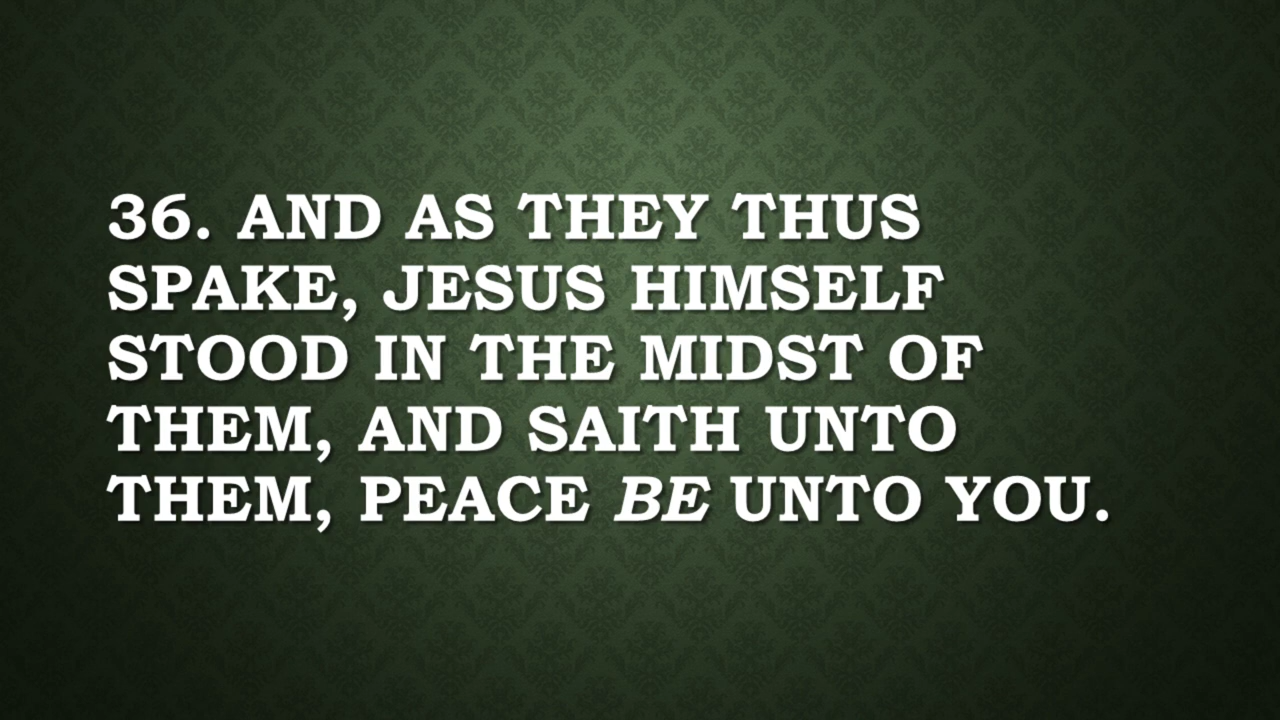 36. AND AS THEY THUS
SPAKE, JESUS HIMSELF
STOOD IN THE MIDST OF
THEM, AND SAITH UNTO
THEM, PEACE BE UNTO YOU.